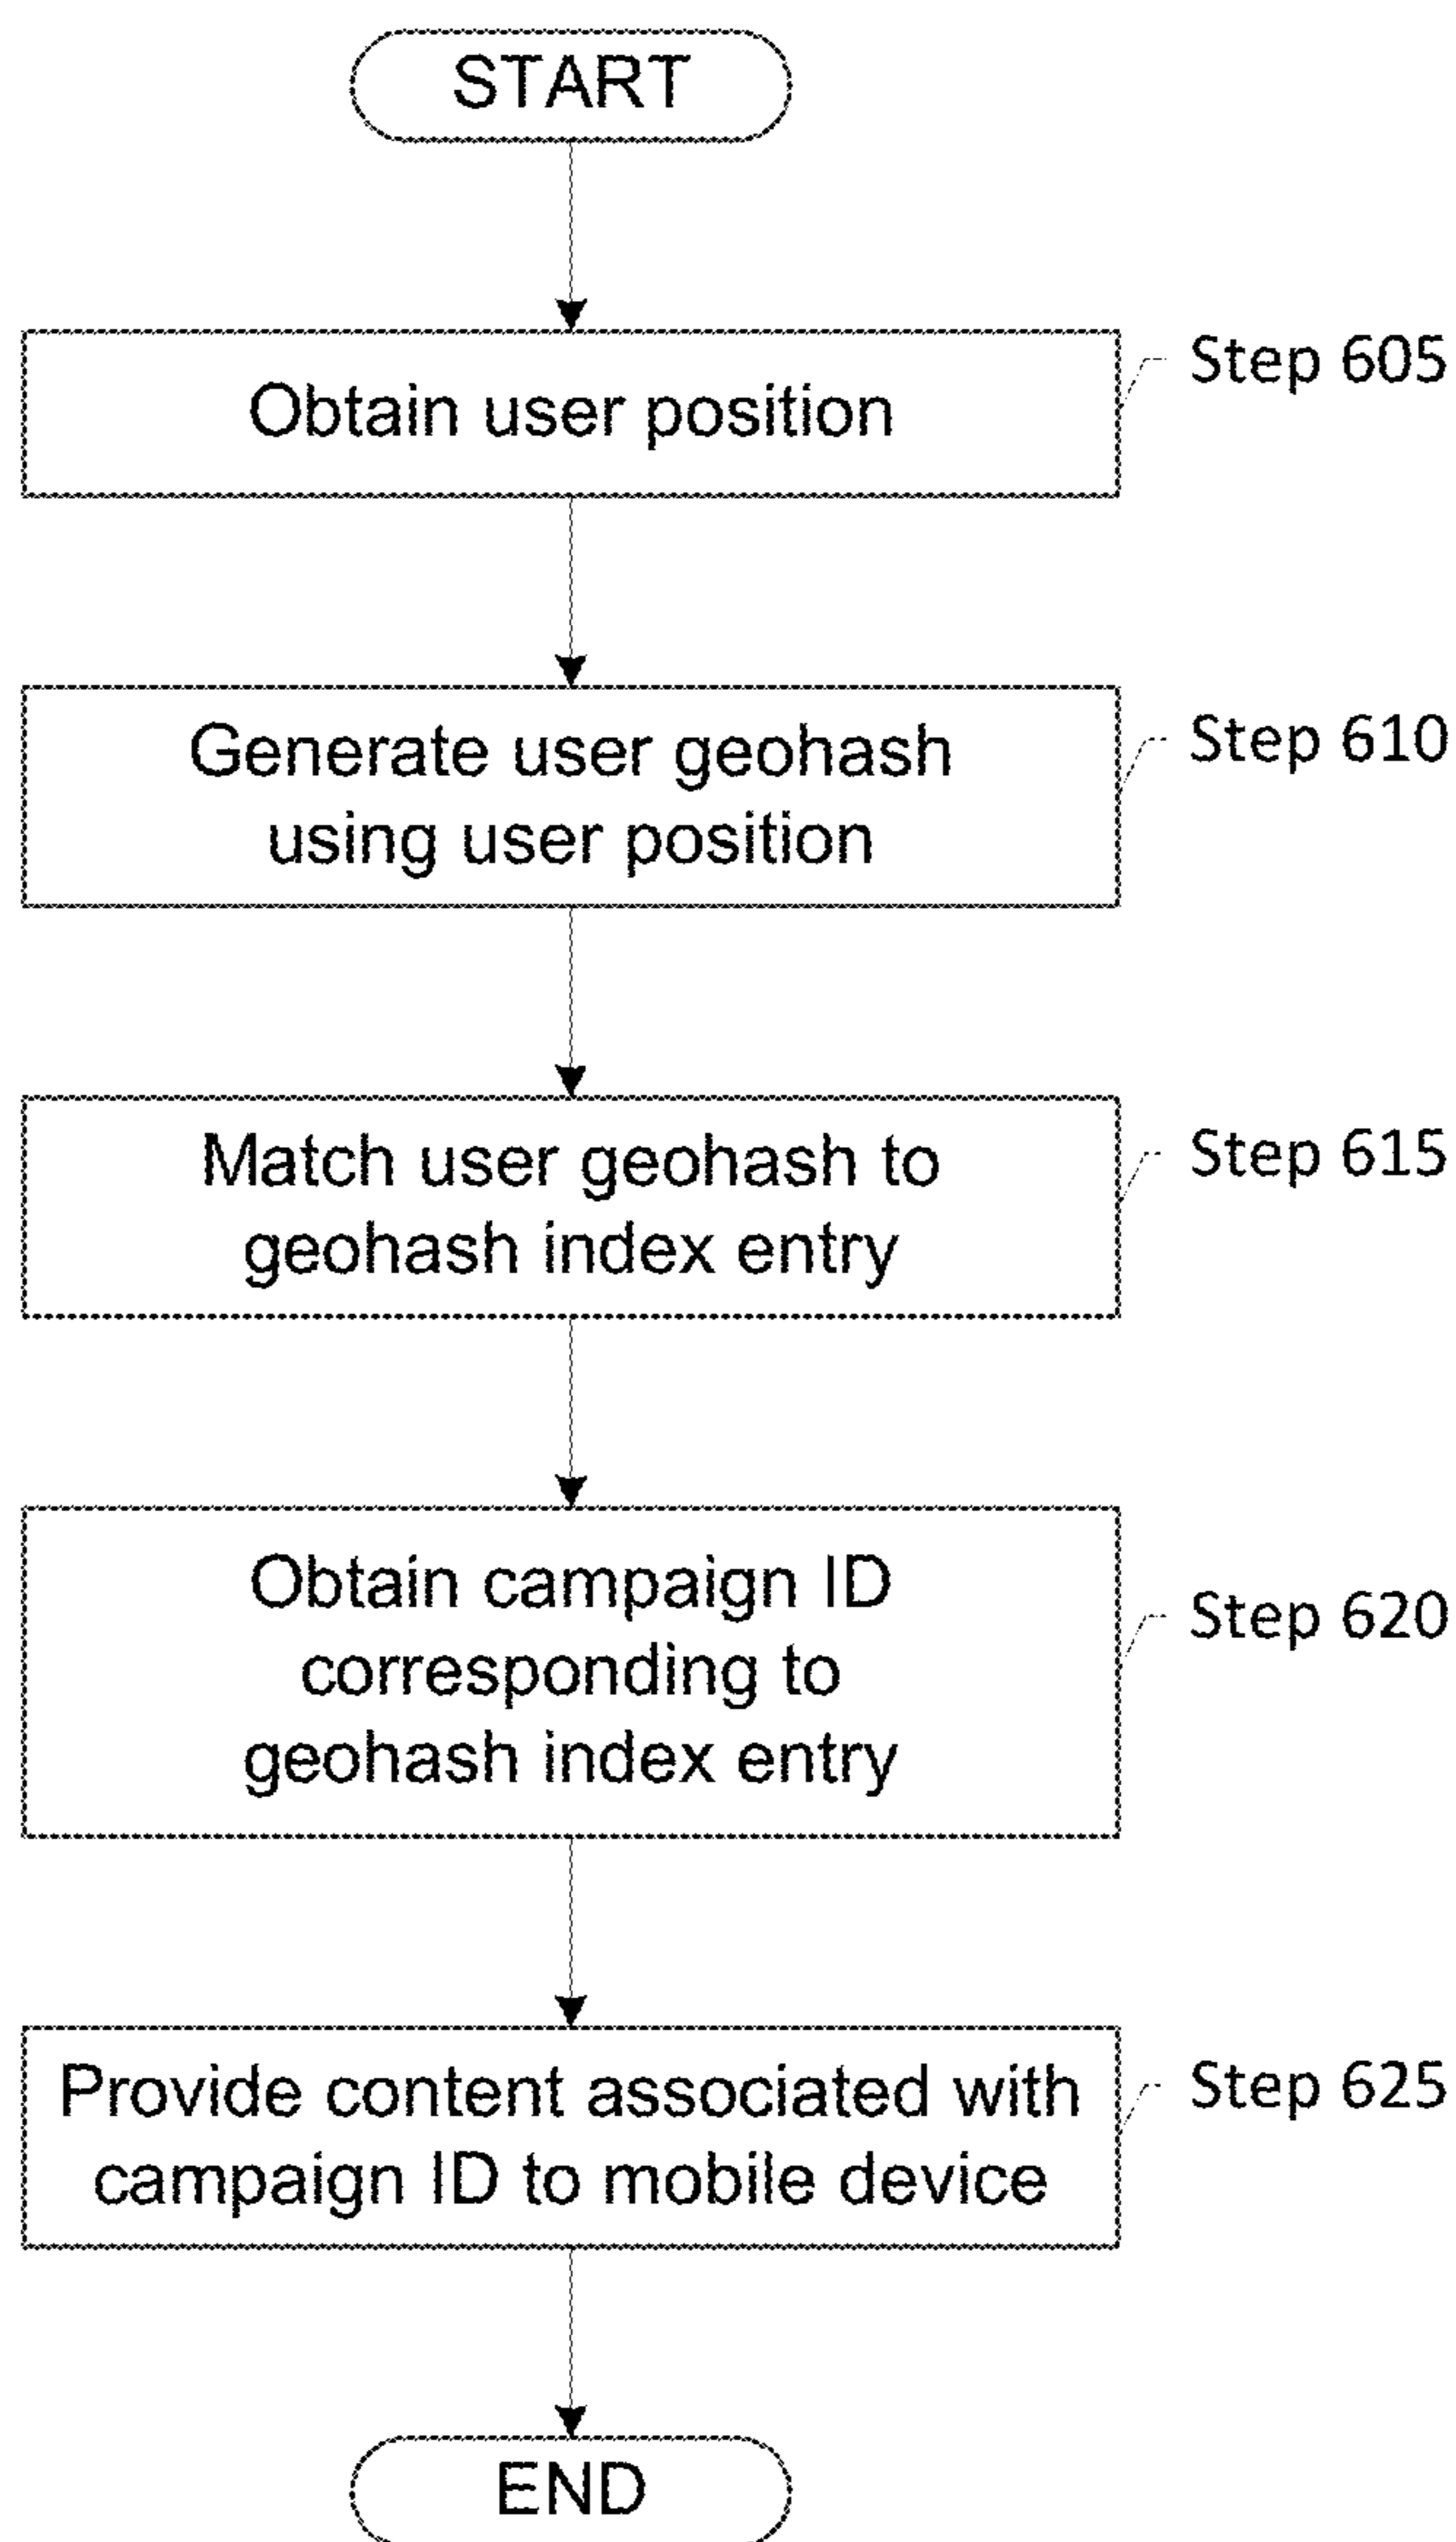 START
Obtain user position
Step 605
Generate user geohash
using user position
Step 610
Match user geohash to
geohash index entry
Step 615
Obtain campaign ID
corresponding to
geohash index entry
Step 620
Provide content associated with
campaign ID to mobile device
Step 625
END